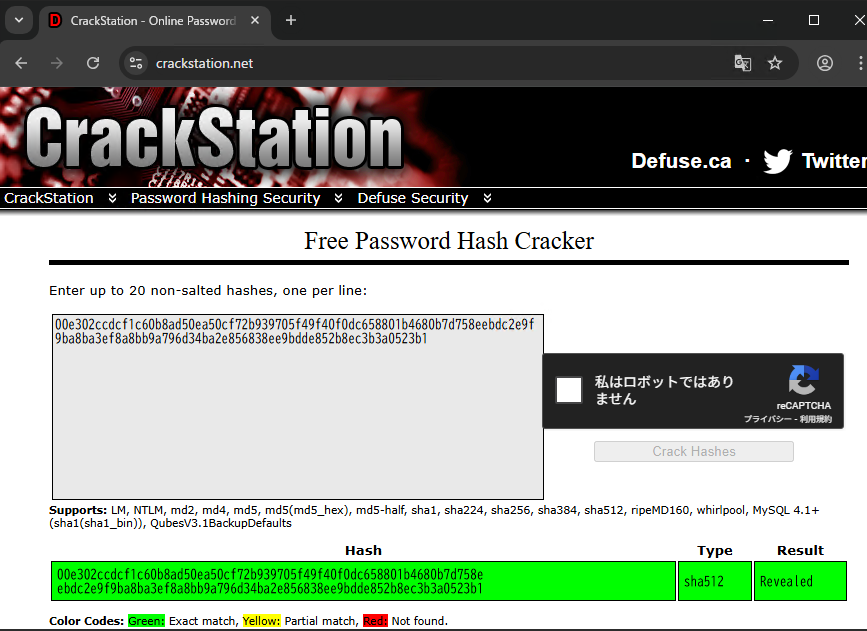 CrackStation - Online Password
crackstation.net
CrackStation
Defuse.ca · Twitter
CrackStation Password Hashing Security Defuse Security
Free Password Hash Cracker
Enter up to 20 non-salted hashes, one per line:
00e302ccdcf1c60b8ad50ea50cf72b939705f49f40f0dc658801b4680b7d758eebdc2e9f
9ba8ba3ef8a8bb9a796d34ba2e856838ee9bdde852b8ec3b3a0523b1
私はロボットではあり
ません
reCAPTCHA
プライバシー - 利用規約
Crack Hashes
Supports: LM, NTLM, md2, md4, md5, md5(md5_hex), md5-half, sha1, sha224, sha256, sha384, sha512, ripeMD160, whirlpool, MySQL 4.1+
(sha1(sha1_bin)), QubesV3.1BackupDefaults
Hash Type Result
00e302ccdcf1c60b8ad50ea50cf72b939705f49f40f0dc658801b4680b7d758e
ebdc2e9f9ba8ba3ef8a8bb9a796d34ba2e856838ee9bdde852b8ec3b3a0523b1
sha512
Revealed
Color Codes: Green: Exact match, Yellow: Partial match, Red: Not found.